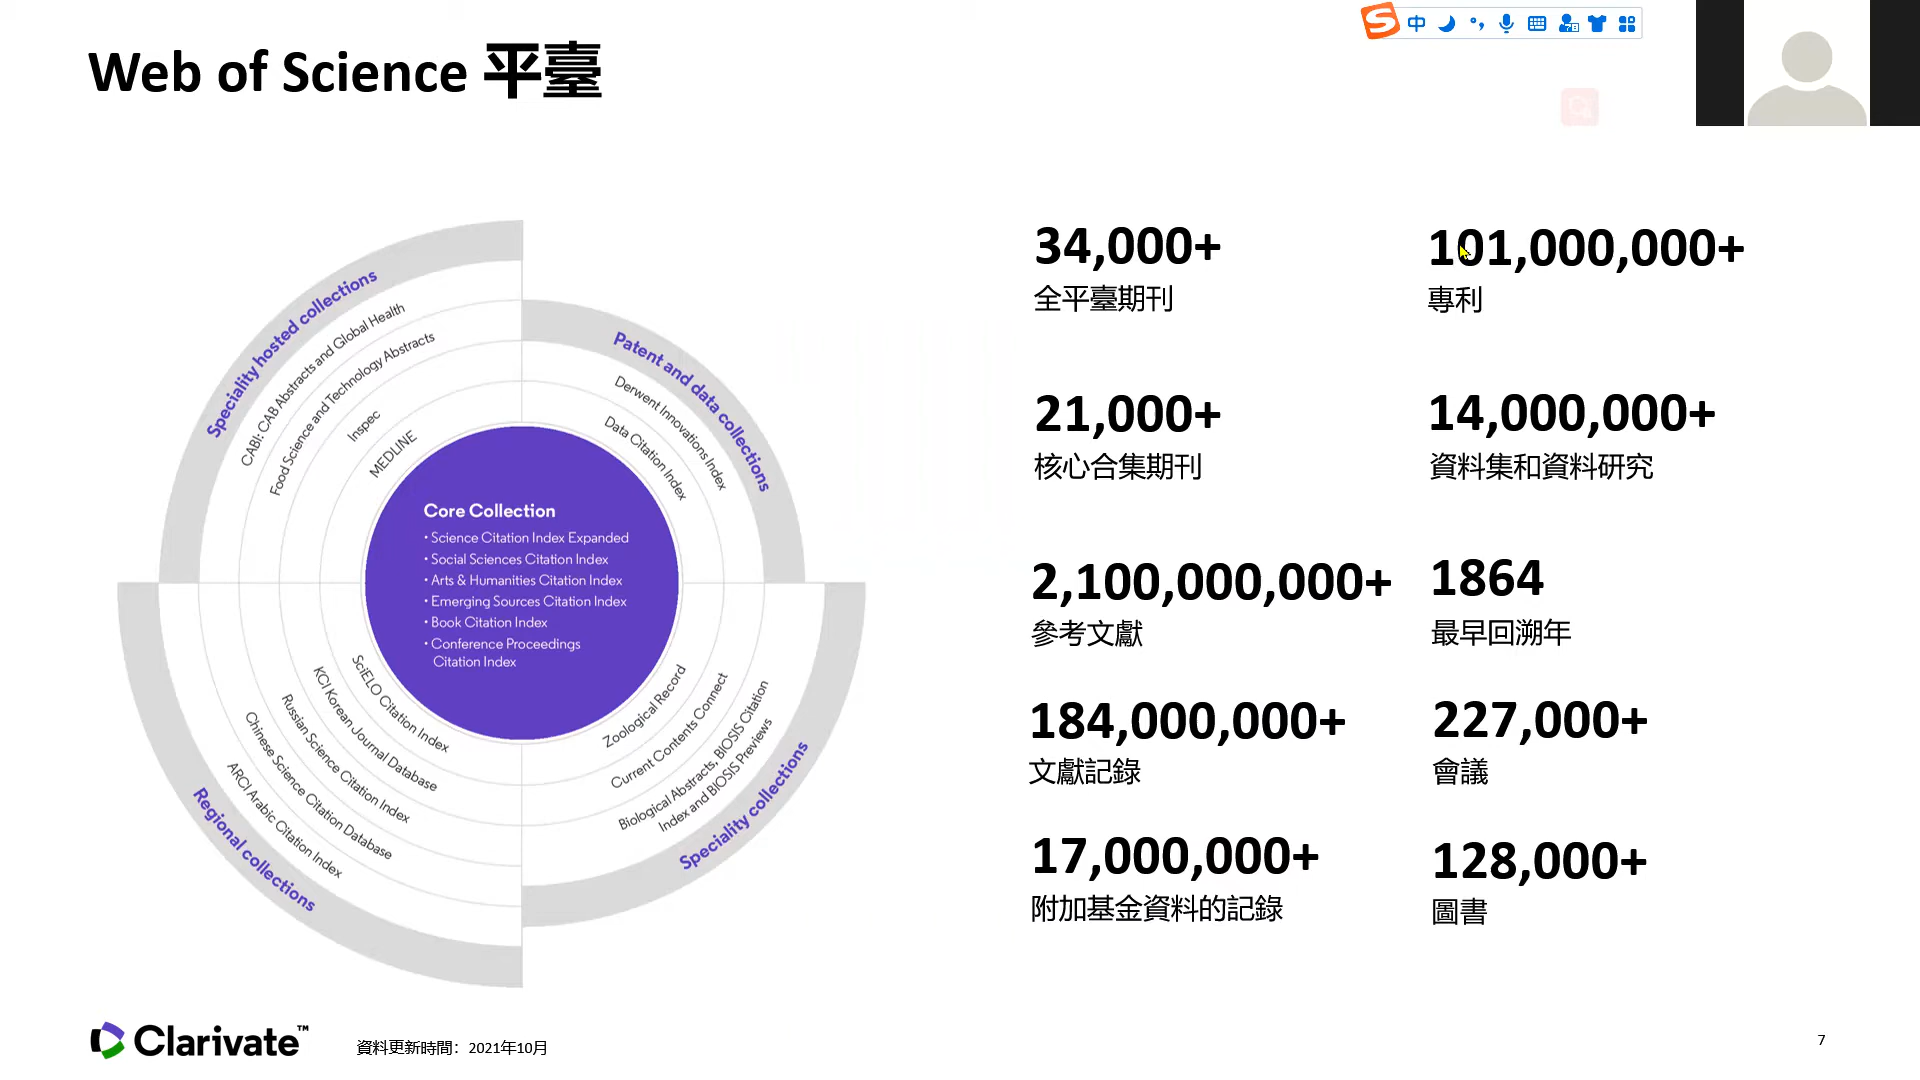 Web of Science 平臺
中
Speciality hosted collections
CABI: CAB Abstracts and Global Health
Food Science and Technology Abstracts
Inspec
MEDLINE
Patent and data collections
Derwent Innovations Index
Data Citation Index
Core Collection
• Science Citation Index Expanded
• Social Sciences Citation Index
• Arts & Humanities Citation Index
• Emerging Sources Citation Index
• Book Citation Index
• Conference Proceedings
Citation Index
SciELO Citation Index
KCI Korean Journal Database
Russian Science Citation Index
Chinese Science Citation Database
ARCI Arabic Citation Index
Regional collections
Zoological Record
Current Contents Connect
Biological Abstracts, BIOSIS Citation
Index and BIOSIS Previews
Speciality collections
34,000+
全平臺期刊
101,000,000+
專利
21,000+
核心合集期刊
14,000,000+
資料集和資料研究
2,100,000,000+
參考文獻
1864
最早回溯年
184,000,000+
文獻記錄
227,000+
會議
17,000,000+
附加基金資料的記錄
128,000+
圖書
Clarivate™
資料更新時間：2021年10月
7